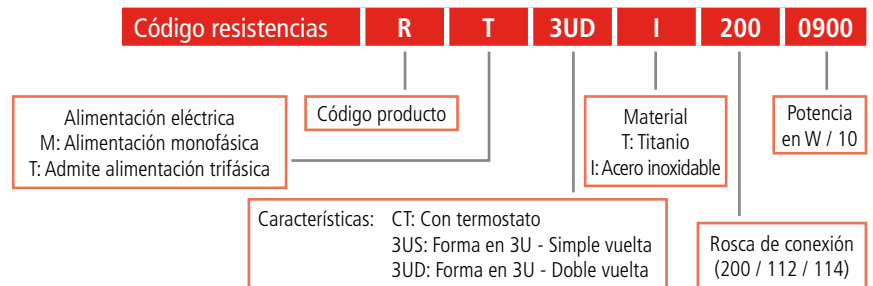 Código resistencias R T 3UD I 200 0900
Alimentación eléctrica
M: Alimentación monofásica
T: Admite alimentación trifásica
Código producto
Material
T: Titanio
I: Acero inoxidable
Potencia
en W / 10
Características: CT: Con termostato
3US: Forma en 3U - Simple vuelta
3UD: Forma en 3U - Doble vuelta
Rosca de conexión
(200 / 112 / 114)